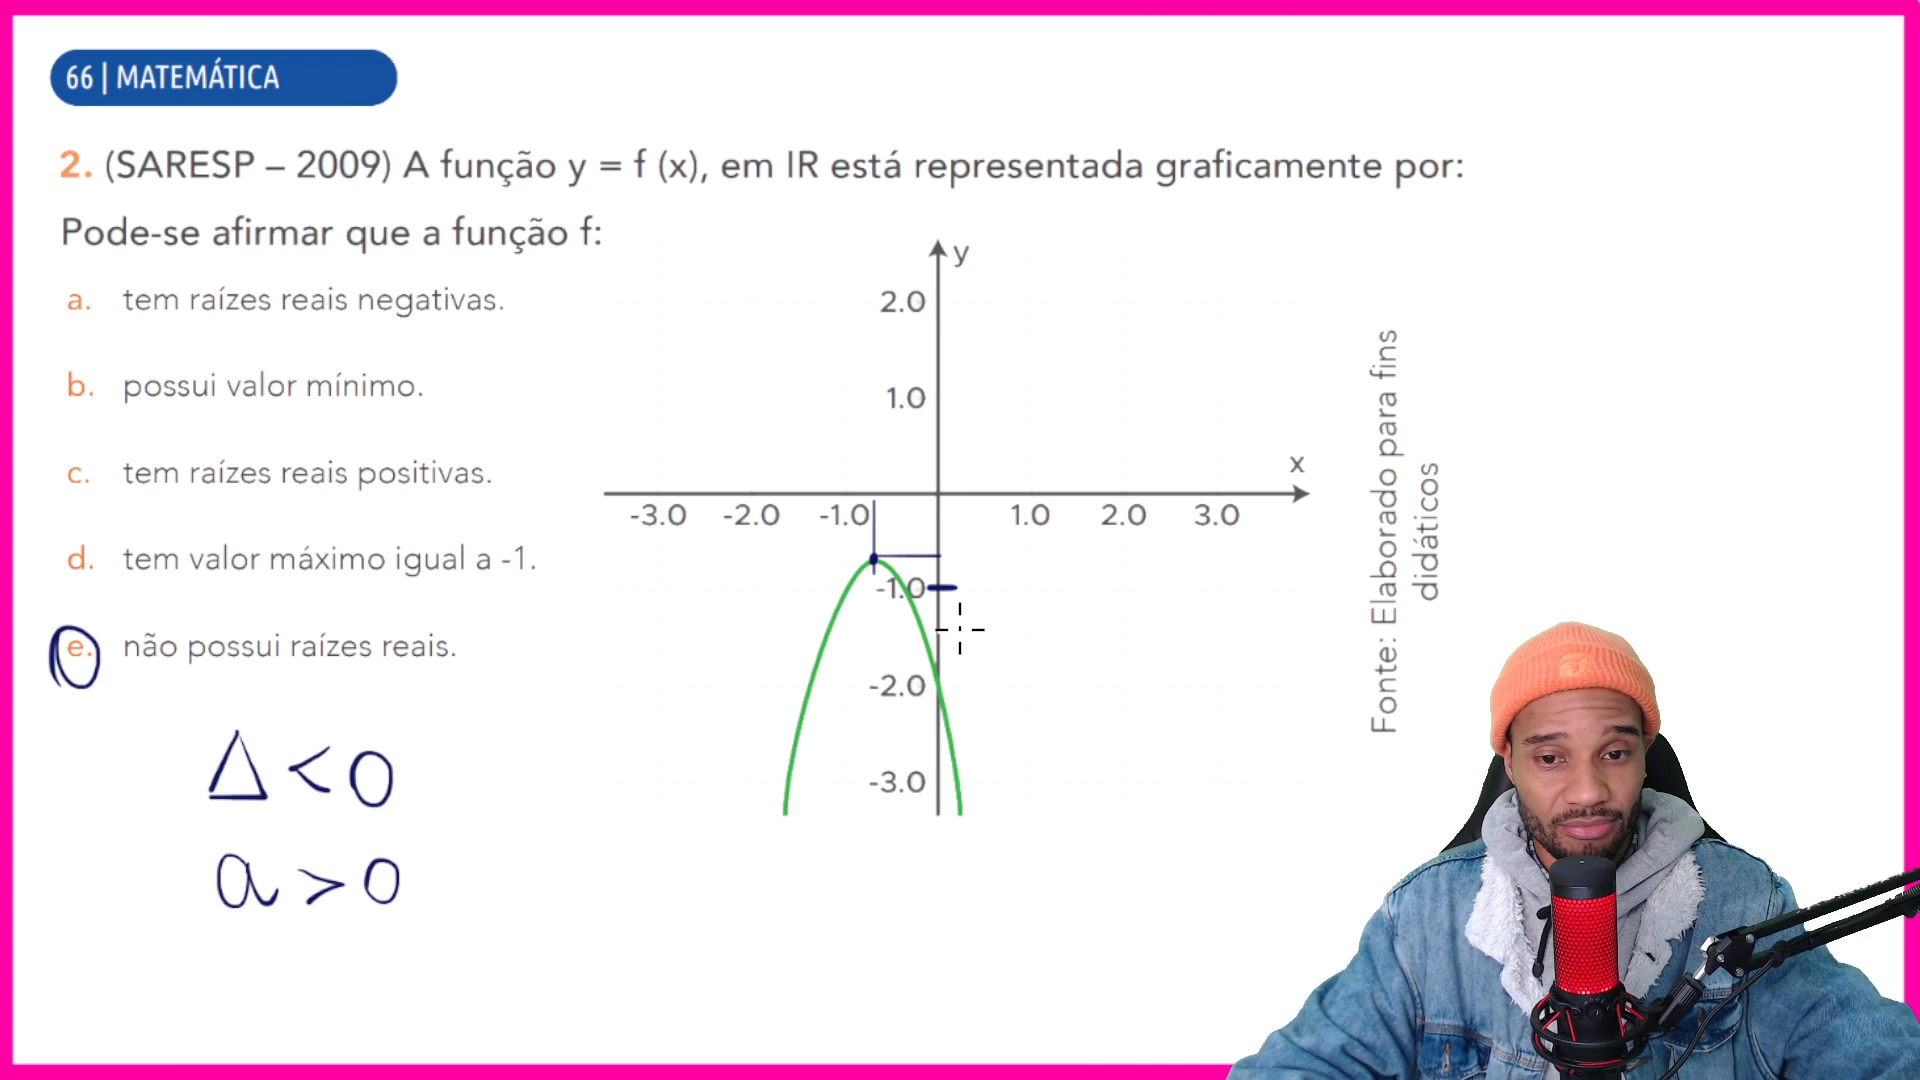 66 | MATEMÁTICA
2. (SARESP – 2009) A função y = f (x), em IR está representada graficamente por:
Pode-se afirmar que a função f:
a. tem raízes reais negativas.
b. possui valor mínimo.
c. tem raízes reais positivas.
d. tem valor máximo igual a -1.
e. não possui raízes reais.
Δ < 0
a > 0
y
2.0
1.0
x
-3.0 -2.0 -1.0 1.0 2.0 3.0
-1.0
-2.0
-3.0
Fonte: Elaborado para fins
didáticos